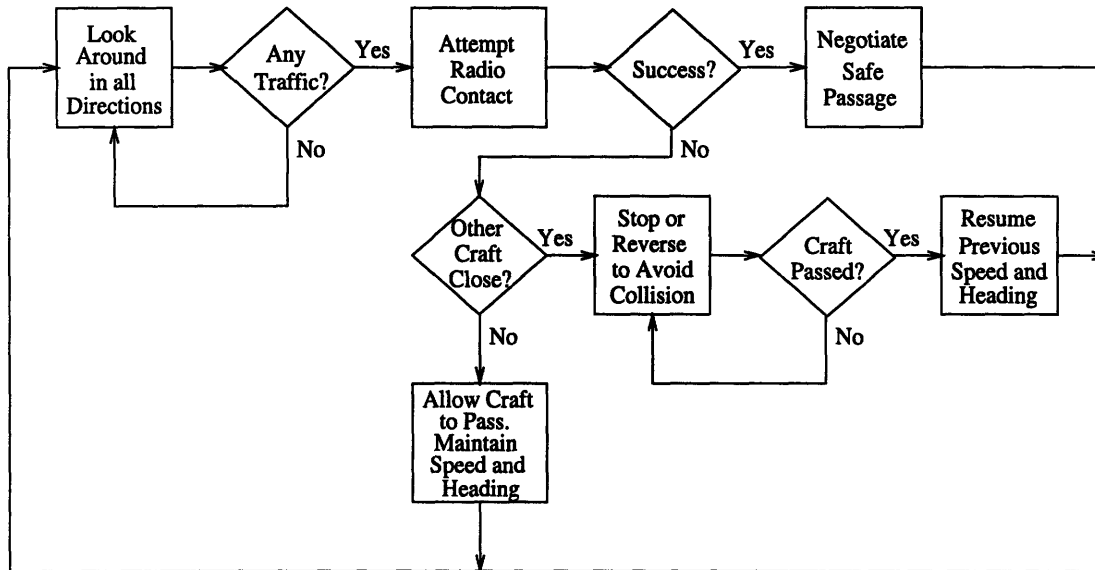 Look
Around
in all
Directions
Any
Traffic?
Yes
No
Attempt
Radio
Contact
Success?
Yes
No
Negotiate
Safe
Passage
Other
Craft
Close?
Yes
No
Stop or
Reverse
to Avoid
Collision
Craft
Passed?
Yes
No
Resume
Previous
Speed and
Heading
Allow Craft
to Pass.
Maintain
Speed and
Heading